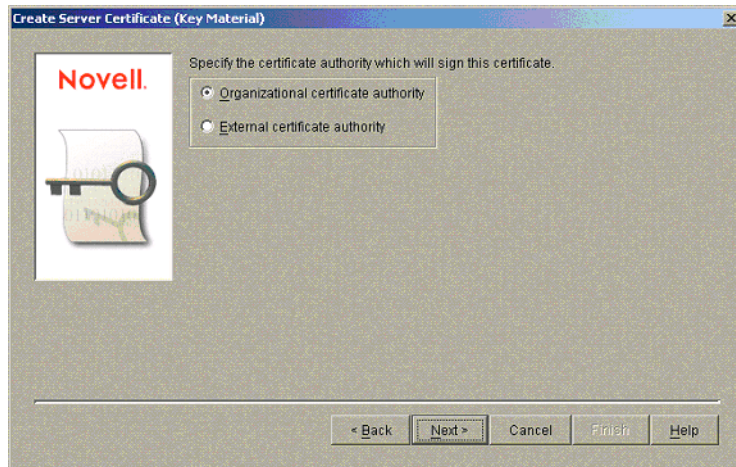 Create Server Certificate (Key Material)
Novell.
Specify the certificate authority which will sign this certificate.
Organizational certificate authority
External certificate authority
< Back
Next >
Cancel
Finish
Help